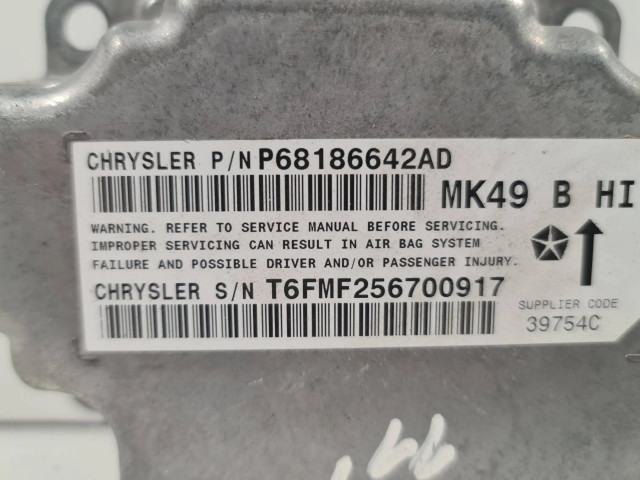 CHRYSLER P/N P68186642AD
MK49 B HI
WARNING. REFER TO SERVICE MANUAL BEFORE SERVICING.
IMPROPER SERVICING CAN RESULT IN AIR BAG SYSTEM
FAILURE AND POSSIBLE DRIVER AND/OR PASSENGER INJURY.
CHRYSLER S/N T6FMF256700917
SUPPLIER CODE
39754C